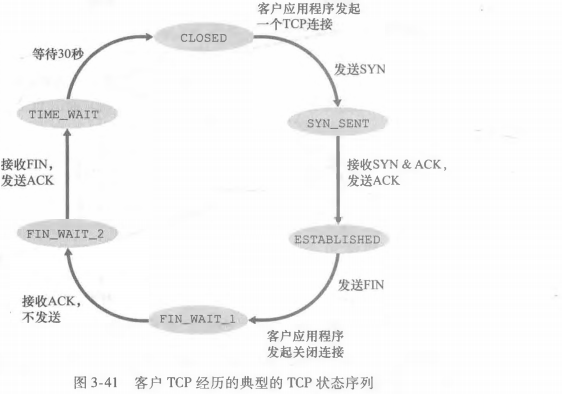 客户应用程序发起
一个TCP连接
CLOSED
等待30秒
发送SYN
TIME_WAIT
SYN_SENT
接收FIN，
发送ACK
接收SYN & ACK，
发送ACK
FIN_WAIT_2
ESTABLISHED
发送FIN
接收ACK，
不发送
FIN_WAIT_1
客户应用程序
发起关闭连接
图 3-41 客户 TCP 经历的典型的 TCP 状态序列